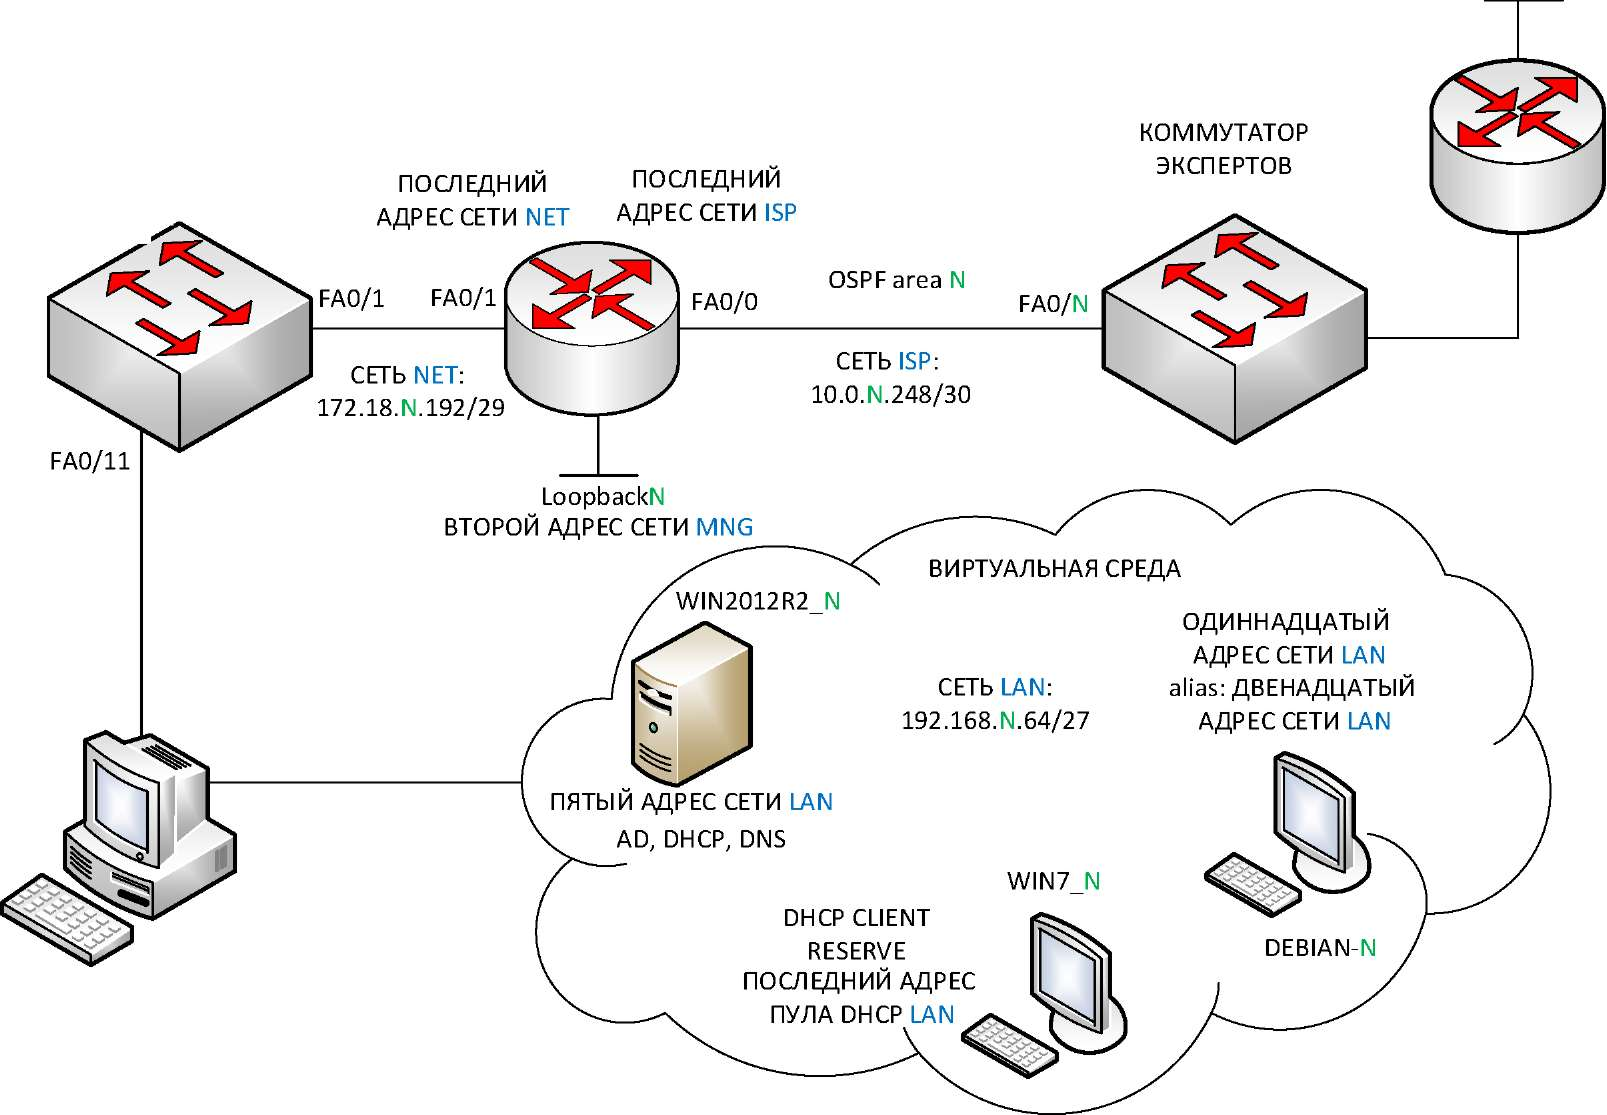 КОММУТАТОР
ЭКСПЕРТОВ
ПОСЛЕДНИЙ
АДРЕС СЕТИ NET
ПОСЛЕДНИЙ
АДРЕС СЕТИ ISP
FA0/1
FA0/1
FA0/0
OSPF area N
FA0/N
СЕТЬ NET:
172.18.N.192/29
СЕТЬ ISP:
10.0.N.248/30
FA0/11
LoopbackN
ВТОРОЙ АДРЕС СЕТИ MNG
ВИРТУАЛЬНАЯ СРЕДА
WIN2012R2_N
ОДИННАДЦАТЫЙ
АДРЕС СЕТИ LAN
alias: ДВЕНАДЦАТЫЙ
АДРЕС СЕТИ LAN
СЕТЬ LAN:
192.168.N.64/27
ПЯТЫЙ АДРЕС СЕТИ LAN
AD, DHCP, DNS
WIN7_N
DHCP CLIENT
RESERVE
ПОСЛЕДНИЙ АДРЕС
ПУЛА DHCP LAN
DEBIAN-N